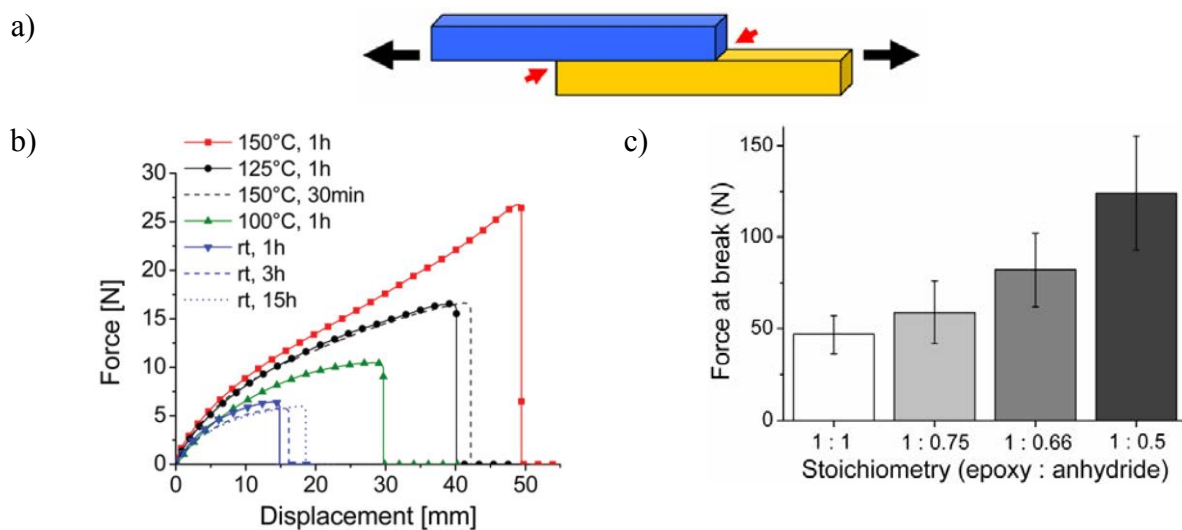 a)
b)
150°C, 1h
125°C, 1h
150°C, 30min
100°C, 1h
rt, 1h
rt, 3h
rt, 15h
30
25
20
15
10
5
0
Force [N]
0 10 20 30 40 50
Displacement [mm]
c)
150
100
50
0
Force at break (N)
1 : 1 1 : 0.75 1 : 0.66 1 : 0.5
Stoichiometry (epoxy : anhydride)